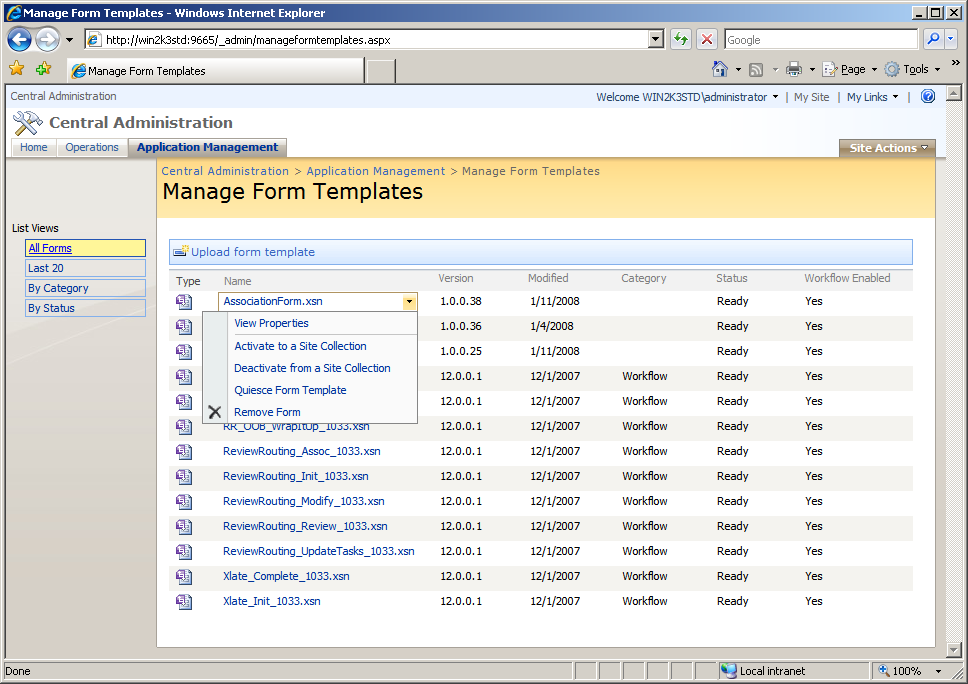 Manage Form Templates - Windows Internet Explorer
http://win2k3std:9665/_admin/manageformtemplates.aspx
Google
Manage Form Templates
Page
Tools
Central Administration
Welcome WIN2K3STD\administrator | My Site | My Links |
Central Administration
Home Operations Application Management
Site Actions
Central Administration > Application Management > Manage Form Templates
Manage Form Templates
List Views
All Forms
Last 20
By Category
By Status
Upload form template
Type Name Version Modified Category Status Workflow Enabled
AssociationForm.xsn 1.0.0.38 1/11/2008 Ready Yes
View Properties
Activate to a Site Collection
Deactivate from a Site Collection
Quiesce Form Template
Remove Form
1.0.0.36 1/4/2008 Ready Yes
1.0.0.25 1/11/2008 Ready Yes
12.0.0.1 12/1/2007 Workflow Ready Yes
12.0.0.1 12/1/2007 Workflow Ready Yes
RR_OOB_WrapItUp_1033.xsn 12.0.0.1 12/1/2007 Workflow Ready Yes
ReviewRouting_Assoc_1033.xsn 12.0.0.1 12/1/2007 Workflow Ready Yes
ReviewRouting_Init_1033.xsn 12.0.0.1 12/1/2007 Workflow Ready Yes
ReviewRouting_Modify_1033.xsn 12.0.0.1 12/1/2007 Workflow Ready Yes
ReviewRouting_Review_1033.xsn 12.0.0.1 12/1/2007 Workflow Ready Yes
ReviewRouting_UpdateTasks_1033.xsn 12.0.0.1 12/1/2007 Workflow Ready Yes
Xlate_Complete_1033.xsn 12.0.0.1 12/1/2007 Workflow Ready Yes
Xlate_Init_1033.xsn 12.0.0.1 12/1/2007 Workflow Ready Yes
Done
Local intranet
100%